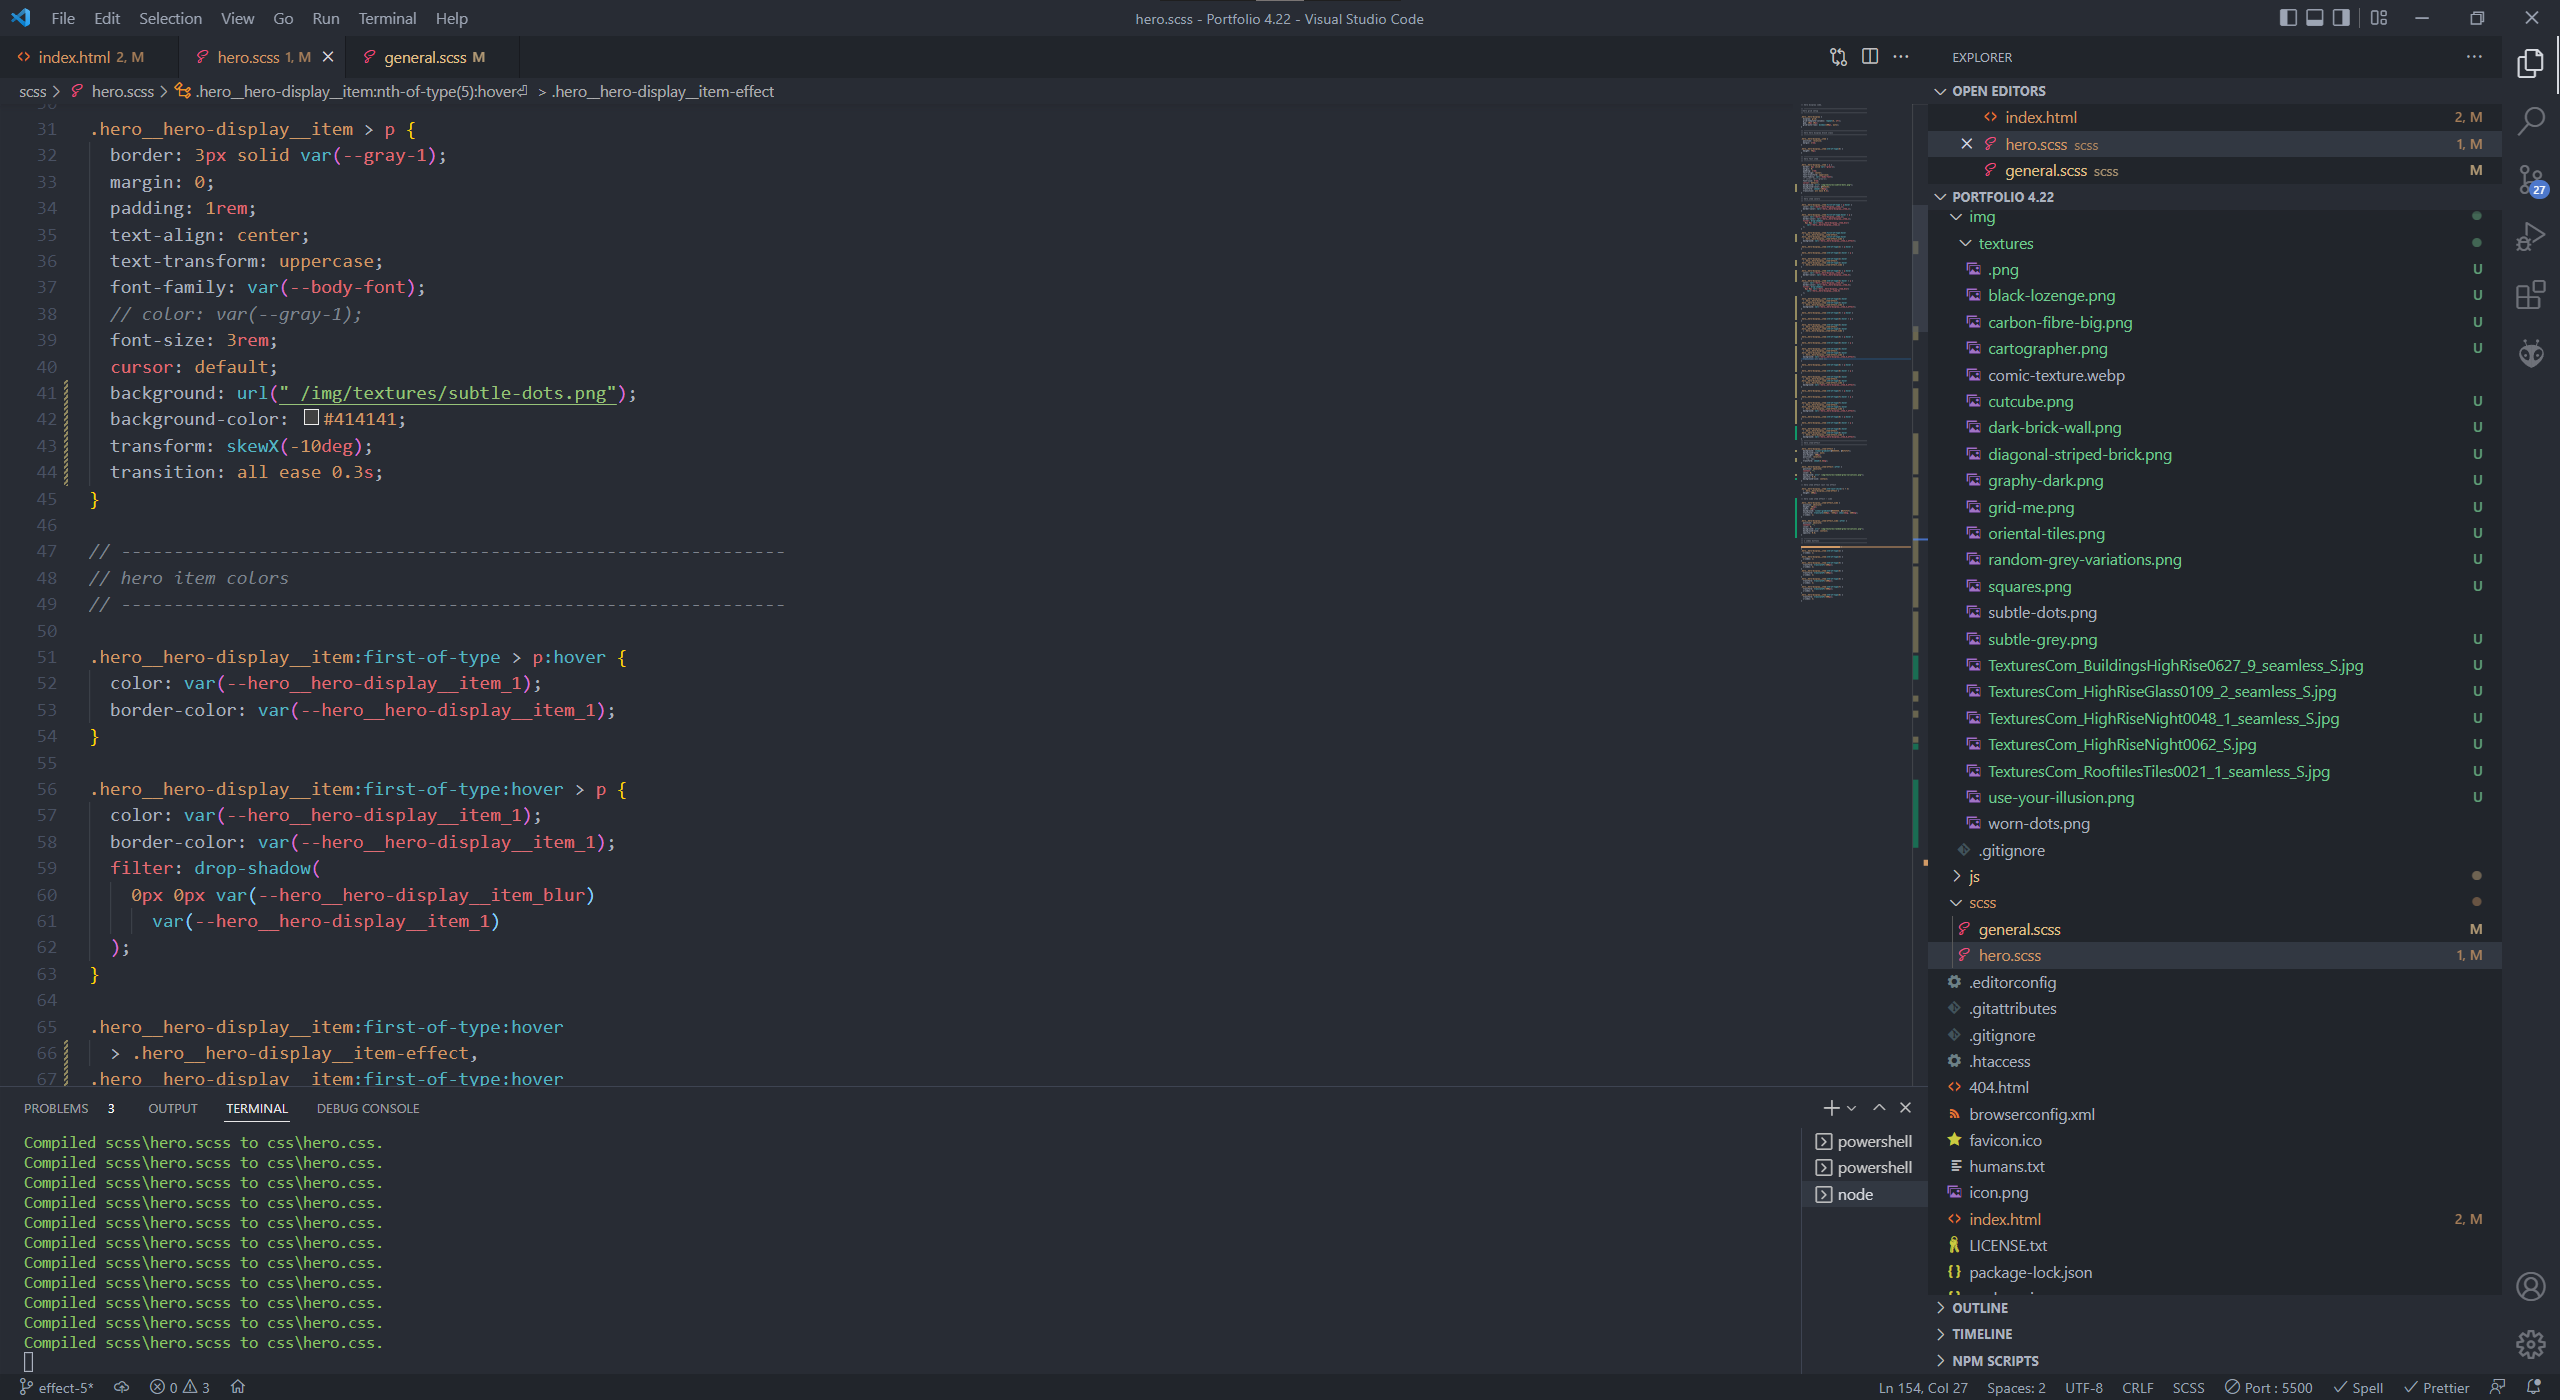 File Edit Selection View Go Run Terminal Help
hero.scss - Portfolio 4.22 - Visual Studio Code
index.html 2, M
hero.scss 1, M
general.scss M
scss > hero.scss > .hero__hero-display__item:nth-of-type(5):hover⏎ > .hero__hero-display__item-effect
31 .hero__hero-display__item > p {
32 border: 3px solid var(--gray-1);
33 margin: 0;
34 padding: 1rem;
35 text-align: center;
36 text-transform: uppercase;
37 font-family: var(--body-font);
38 // color: var(--gray-1);
39 font-size: 3rem;
40 cursor: default;
41 background: url(" /img/textures/subtle-dots.png");
42 background-color: #414141;
43 transform: skewX(-10deg);
44 transition: all ease 0.3s;
45 }
46
47 // ---------------------------------------------------------------
48 // hero item colors
49 // ---------------------------------------------------------------
50
51 .hero__hero-display__item:first-of-type > p:hover {
52 color: var(--hero__hero-display__item_1);
53 border-color: var(--hero__hero-display__item_1);
54 }
55
56 .hero__hero-display__item:first-of-type:hover > p {
57 color: var(--hero__hero-display__item_1);
58 border-color: var(--hero__hero-display__item_1);
59 filter: drop-shadow(
60 0px 0px var(--hero__hero-display__item_blur)
61 var(--hero__hero-display__item_1)
62 );
63 }
64
65 .hero__hero-display__item:first-of-type:hover
66 > .hero__hero-display__item-effect,
67 .hero__hero-display__item:first-of-type:hover
PROBLEMS 3 OUTPUT TERMINAL DEBUG CONSOLE
Compiled scss\hero.scss to css\hero.css.
Compiled scss\hero.scss to css\hero.css.
Compiled scss\hero.scss to css\hero.css.
Compiled scss\hero.scss to css\hero.css.
Compiled scss\hero.scss to css\hero.css.
Compiled scss\hero.scss to css\hero.css.
Compiled scss\hero.scss to css\hero.css.
Compiled scss\hero.scss to css\hero.css.
Compiled scss\hero.scss to css\hero.css.
Compiled scss\hero.scss to css\hero.css.
Compiled scss\hero.scss to css\hero.css.
powershell
powershell
node
EXPLORER
OPEN EDITORS
index.html 2, M
hero.scss scss 1, M
general.scss scss M
PORTFOLIO 4.22
img
textures
.png U
black-lozenge.png U
carbon-fibre-big.png U
cartographer.png U
comic-texture.webp
cutcube.png U
dark-brick-wall.png U
diagonal-striped-brick.png U
graphy-dark.png U
grid-me.png U
oriental-tiles.png U
random-grey-variations.png U
squares.png U
subtle-dots.png
subtle-grey.png U
TexturesCom_BuildingsHighRise0627_9_seamless_S.jpg U
TexturesCom_HighRiseGlass0109_2_seamless_S.jpg U
TexturesCom_HighRiseNight0048_1_seamless_S.jpg U
TexturesCom_HighRiseNight0062_S.jpg U
TexturesCom_RooftilesTiles0021_1_seamless_S.jpg U
use-your-illusion.png U
worn-dots.png
.gitignore
js
scss
general.scss M
hero.scss 1, M
.editorconfig
.gitattributes
.gitignore
.htaccess
404.html
browserconfig.xml
favicon.ico
humans.txt
icon.png
index.html 2, M
LICENSE.txt
package-lock.json
OUTLINE
TIMELINE
NPM SCRIPTS
27
effect-5* 0 3
Ln 154, Col 27 Spaces: 2 UTF-8 CRLF SCSS Port : 5500 Spell Prettier